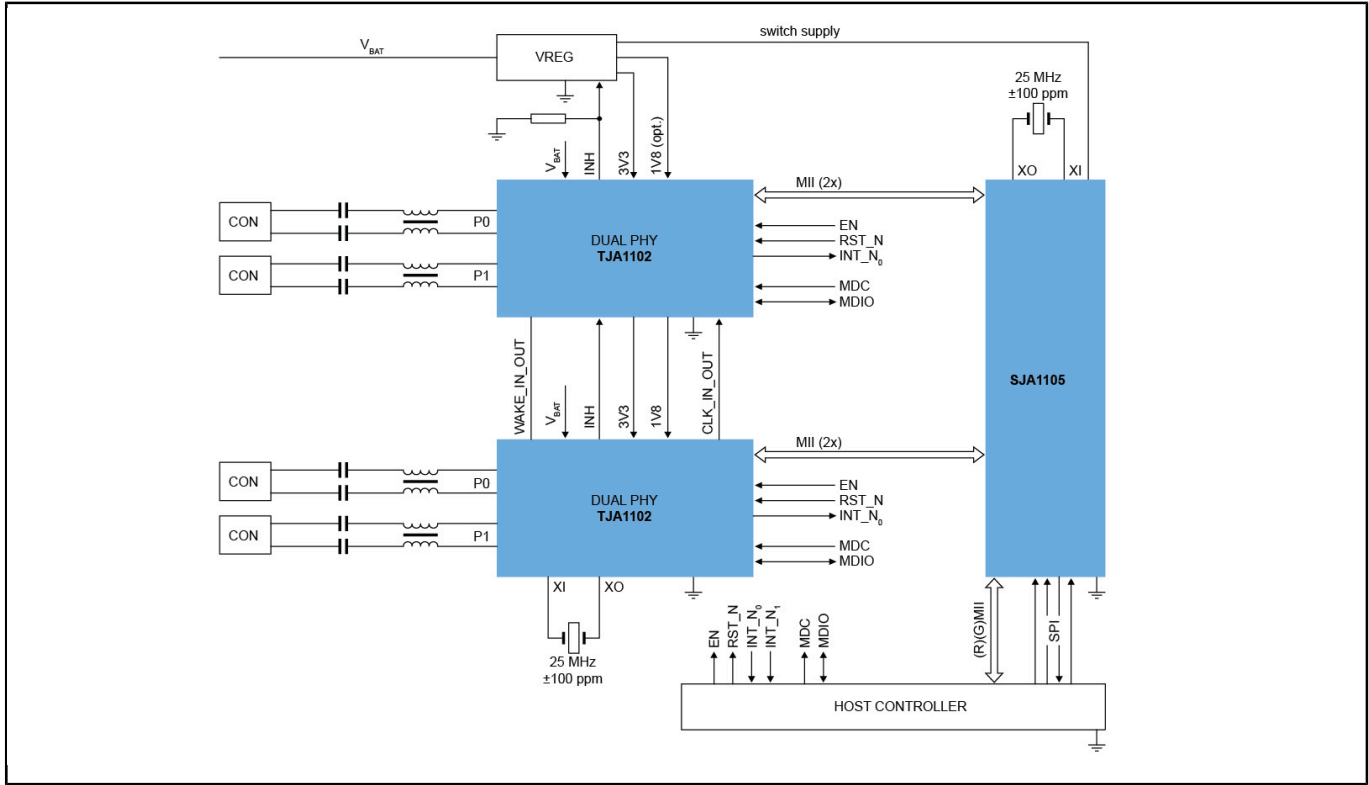 V_BAT
VREG
switch supply
25 MHz
±100 ppm
XO
XI
V_BAT
INH
3V3
1V8 (opt.)
MII (2x)
CON
P0
CON
P1
DUAL PHY
TJA1102
EN
RST_N
INT_N₀
MDC
MDIO
SJA1105
WAKE_IN_OUT
V_BAT
INH
3V3
1V8
CLK_IN_OUT
MII (2x)
CON
P0
CON
P1
DUAL PHY
TJA1102
EN
RST_N
INT_N₀
MDC
MDIO
XI
XO
25 MHz
±100 ppm
EN
RST_N
INT_N₀
INT_N₁
MDC
MDIO
(R)(G)MII
SPI
HOST CONTROLLER